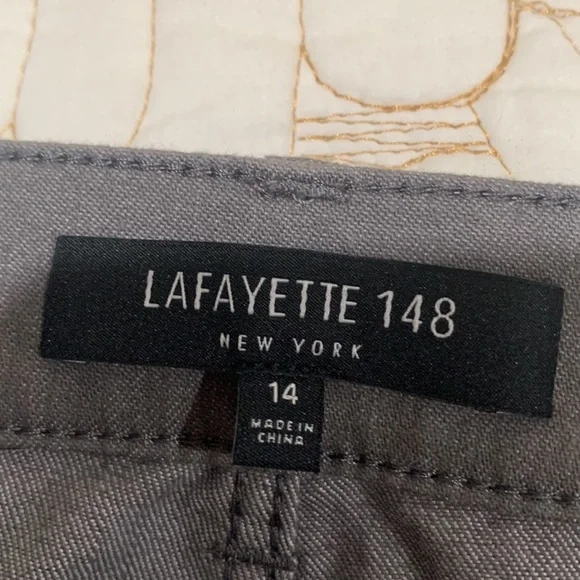 LAFAYETTE 148
NEW YORK
14
MADE IN
CHINA